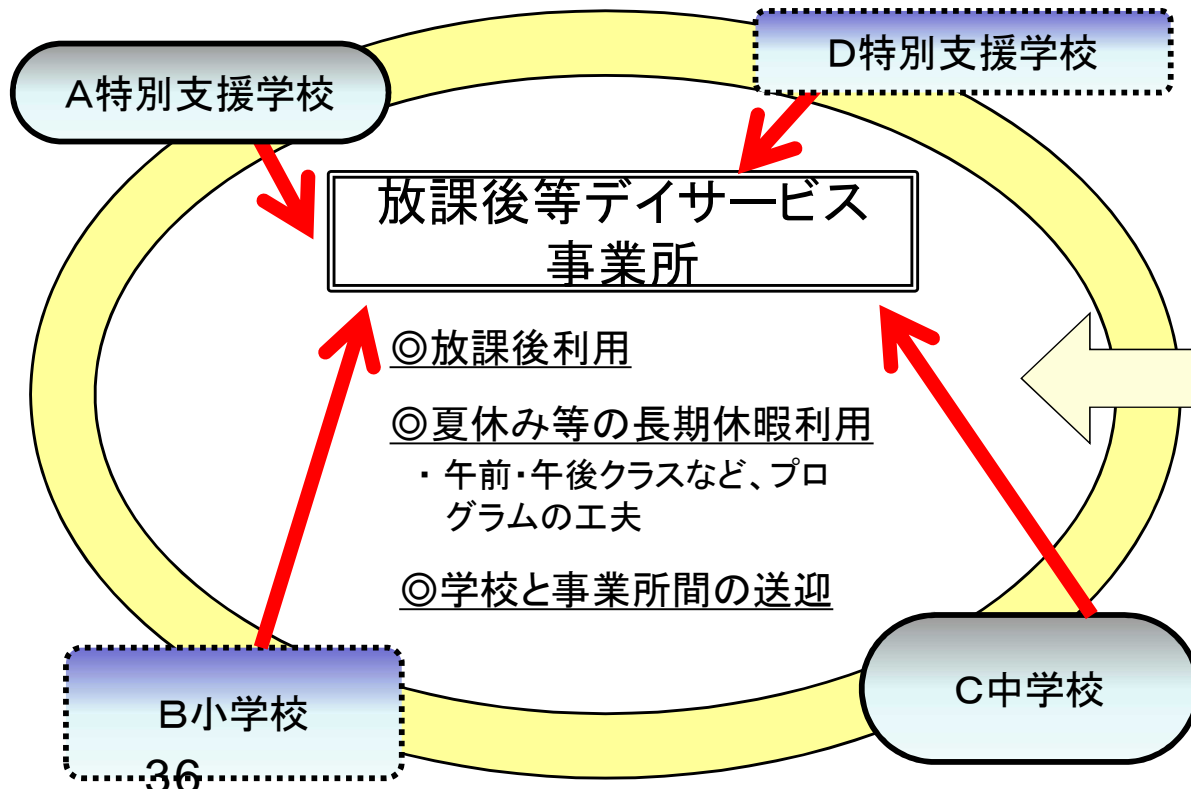 A特別支援学校
D特別支援学校
放課後等デイサービス
事業所
◎放課後利用
◎夏休み等の長期休暇利用
・ 午前・午後クラスなど、プロ
グラムの工夫
◎学校と事業所間の送迎
B小学校
C中学校
36